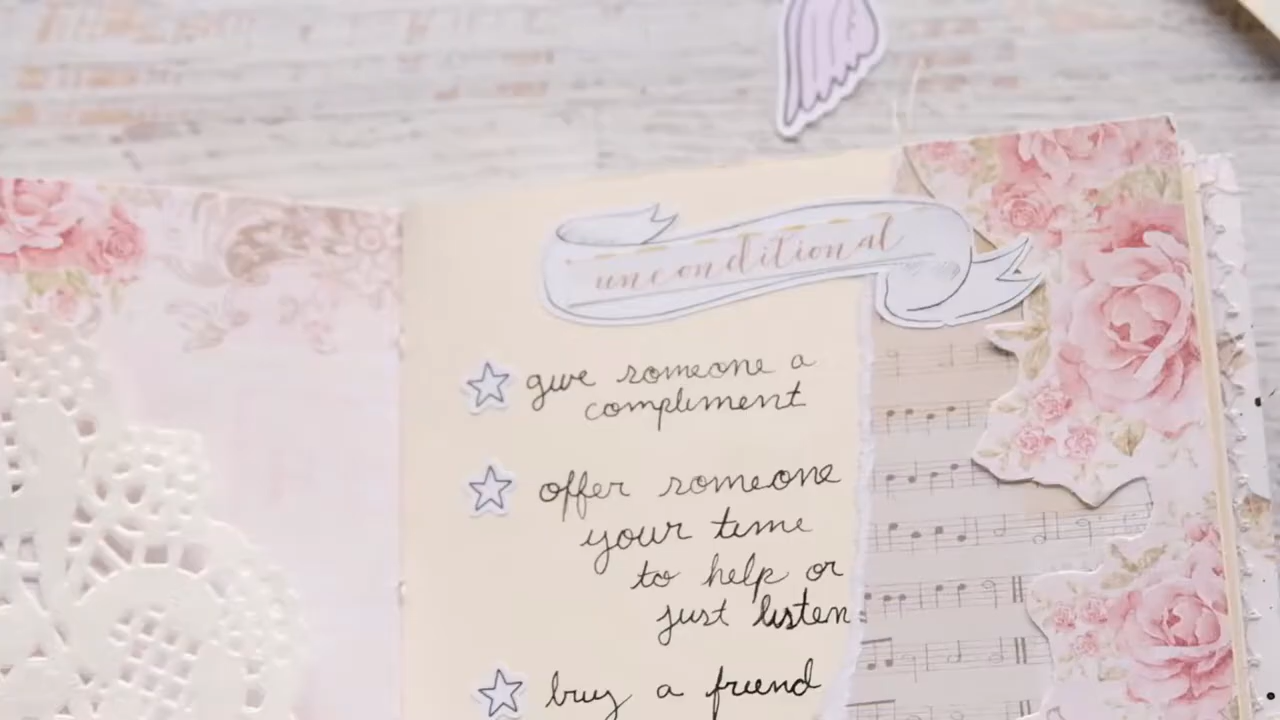 unconditional
give someone a
compliment
offer someone
your time
to help or
just listen
buy a friend